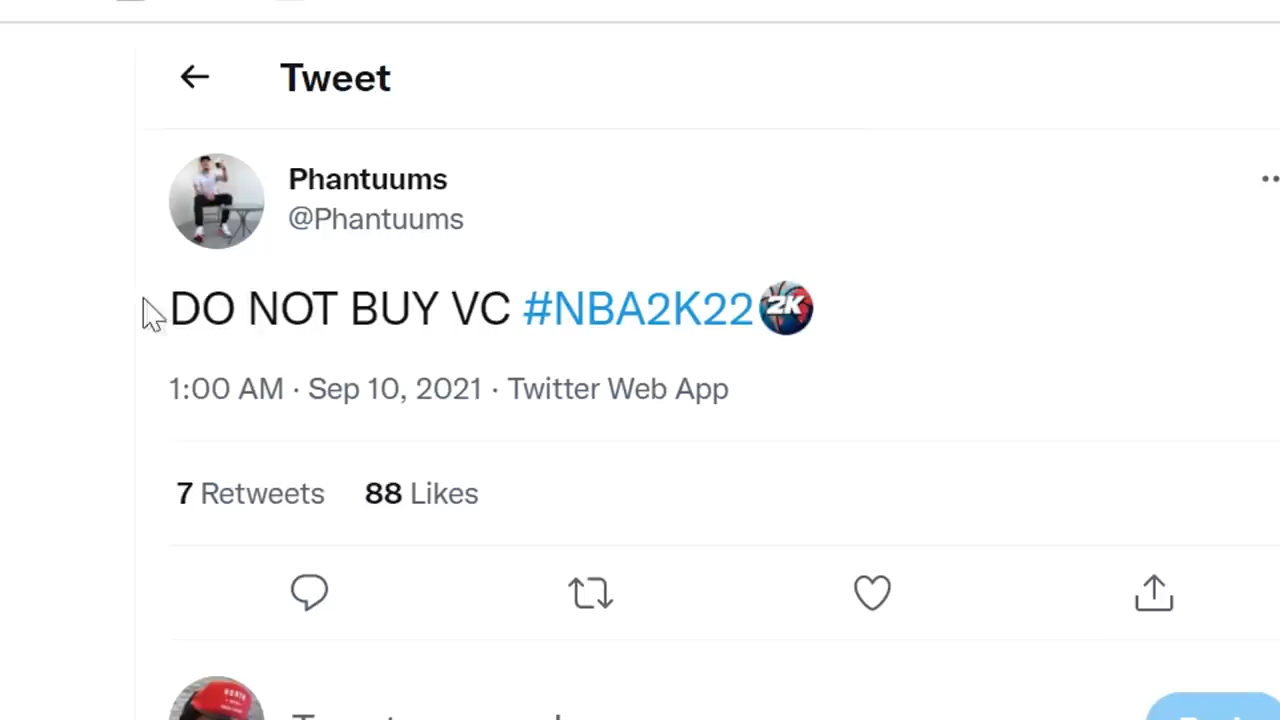 Tweet
Phantuums
@Phantuums
DO NOT BUY VC #NBA2K22 2K
1:00 AM · Sep 10, 2021 · Twitter Web App
7 Retweets 88 Likes